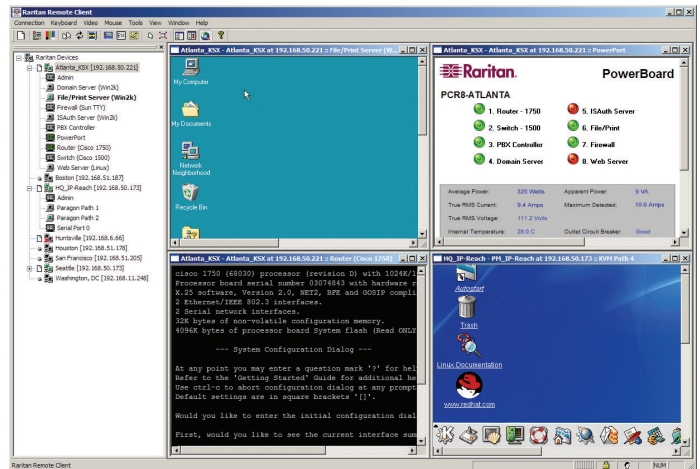 Raritan Remote Client
Connection Keyboard Video Mouse Tools View Window Help
Raritan Devices
Atlanta_KSX [192.168.50.221]
Admin
Domain Server (Win2k)
File/Print Server (Win2k)
Firewall (Sun TTY)
ISAuth Server (Win2k)
PBX Controller
PowerPort
Router (Cisco 1750)
Switch (Cisco 1500)
Web Server (Linux)
Boston [192.168.51.187]
HQ_IP-Reach [192.168.50.173]
Admin
Paragon Path 1
Paragon Path 2
Serial Port 0
Huntsville [192.168.6.66]
Houston [192.168.51.178]
San Francisco [192.168.51.205]
Seattle [192.168.50.173]
Washington, DC [192.168.11.248]
Atlanta_KSX - Atlanta_KSX at 192.168.50.221 :: File/Print Server (W...
My Computer
My Documents
Network
Neighborhood
Recycle Bin
Atlanta_KSX - Atlanta_KSX at 192.168.50.221 :: PowerPort
Raritan.
PowerBoard
PCR8-ATLANTA
1. Router - 1750
5. ISAuth Server
2. Switch - 1500
6. File/Print
3. PBX Controller
7. Firewall
4. Domain Server
8. Web Server
Average Power: 325 Watts Apparent Power: 9 VA
True RMS Current: 9.4 Amps Maximum Detected: 10.6 Amps
True RMS Voltage: 111.2 Volts
Internal Temperature: 28.0 C Outlet Circuit Breaker: Good
Atlanta_KSX - Atlanta_KSX at 192.168.50.221 :: Router (Cisco 1750)
cisco 1750 (68030) processor (revision D) with 1024K/1
Processor board serial number 03074843 with hardware r
X.25 software, Version 2.0, NET2, BFE and GOSIP compli
2 Ethernet/IEEE 802.3 interfaces.
2 Serial network interfaces.
32K bytes of non-volatile configuration memory.
4096K bytes of processor board System flash (Read ONLY
--- System Configuration Dialog ---
At any point you may enter a question mark '?' for hel
Refer to the 'Getting Started' Guide for additional he
Use ctrl-c to abort configuration dialog at any prompt
Default settings are in square brackets '[]'.
Would you like to enter the initial configuration dial
First, would you like to see the current interface sum
HQ_IP-Reach - PM_IP-Reach at 192.168.50.173 :: KVM Path 4
Autostart
Trash
Linux Documentation
www.redhat.com
Raritan Remote Client
NUM